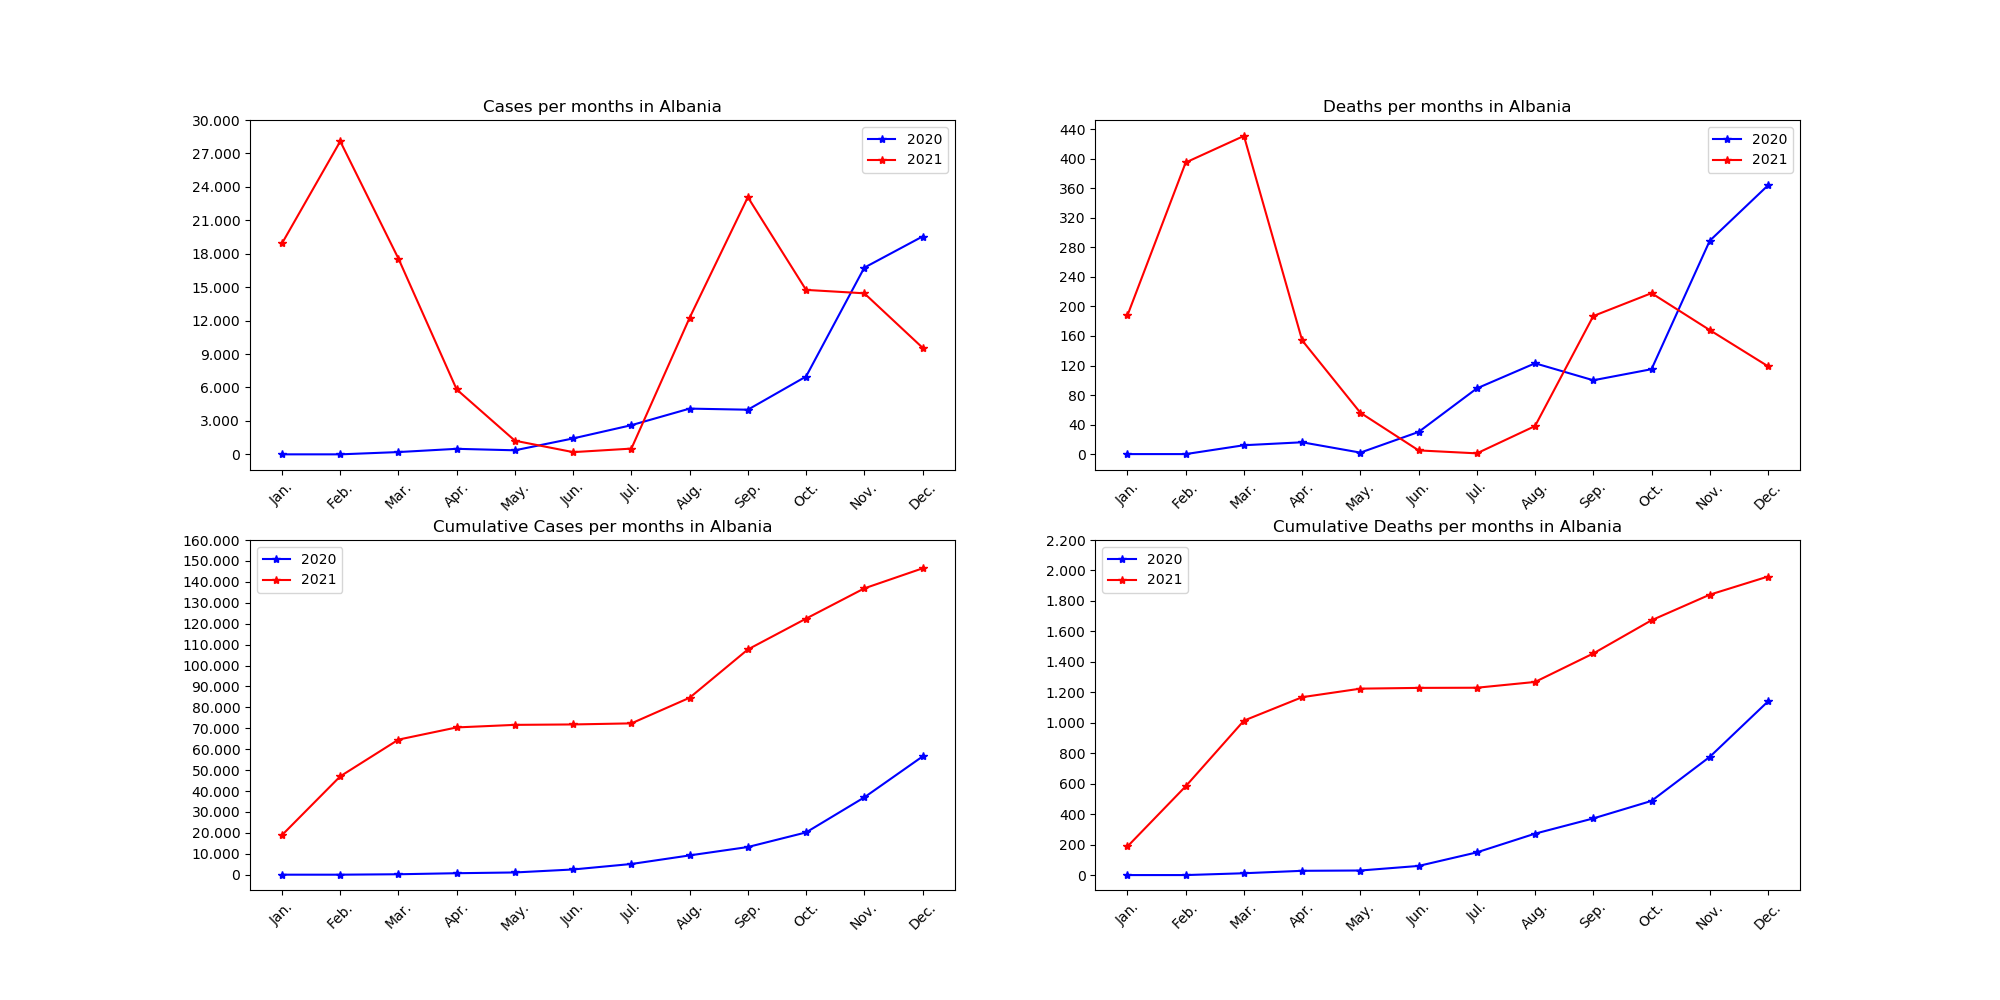 Cases per months in Albania
30.000
27.000
24.000
21.000
18.000
15.000
12.000
9.000
6.000
3.000
0
2020
2021
Jan.
Feb.
Mar.
Apr.
May.
Jun.
Jul.
Aug.
Sep.
Oct.
Nov.
Dec.
Deaths per months in Albania
440
400
360
320
280
240
200
160
120
80
40
0
2020
2021
Jan.
Feb.
Mar.
Apr.
May.
Jun.
Jul.
Aug.
Sep.
Oct.
Nov.
Dec.
Cumulative Cases per months in Albania
160.000
150.000
140.000
130.000
120.000
110.000
100.000
90.000
80.000
70.000
60.000
50.000
40.000
30.000
20.000
10.000
0
2020
2021
Jan.
Feb.
Mar.
Apr.
May.
Jun.
Jul.
Aug.
Sep.
Oct.
Nov.
Dec.
Cumulative Deaths per months in Albania
2.200
2.000
1.800
1.600
1.400
1.200
1.000
800
600
400
200
0
2020
2021
Jan.
Feb.
Mar.
Apr.
May.
Jun.
Jul.
Aug.
Sep.
Oct.
Nov.
Dec.